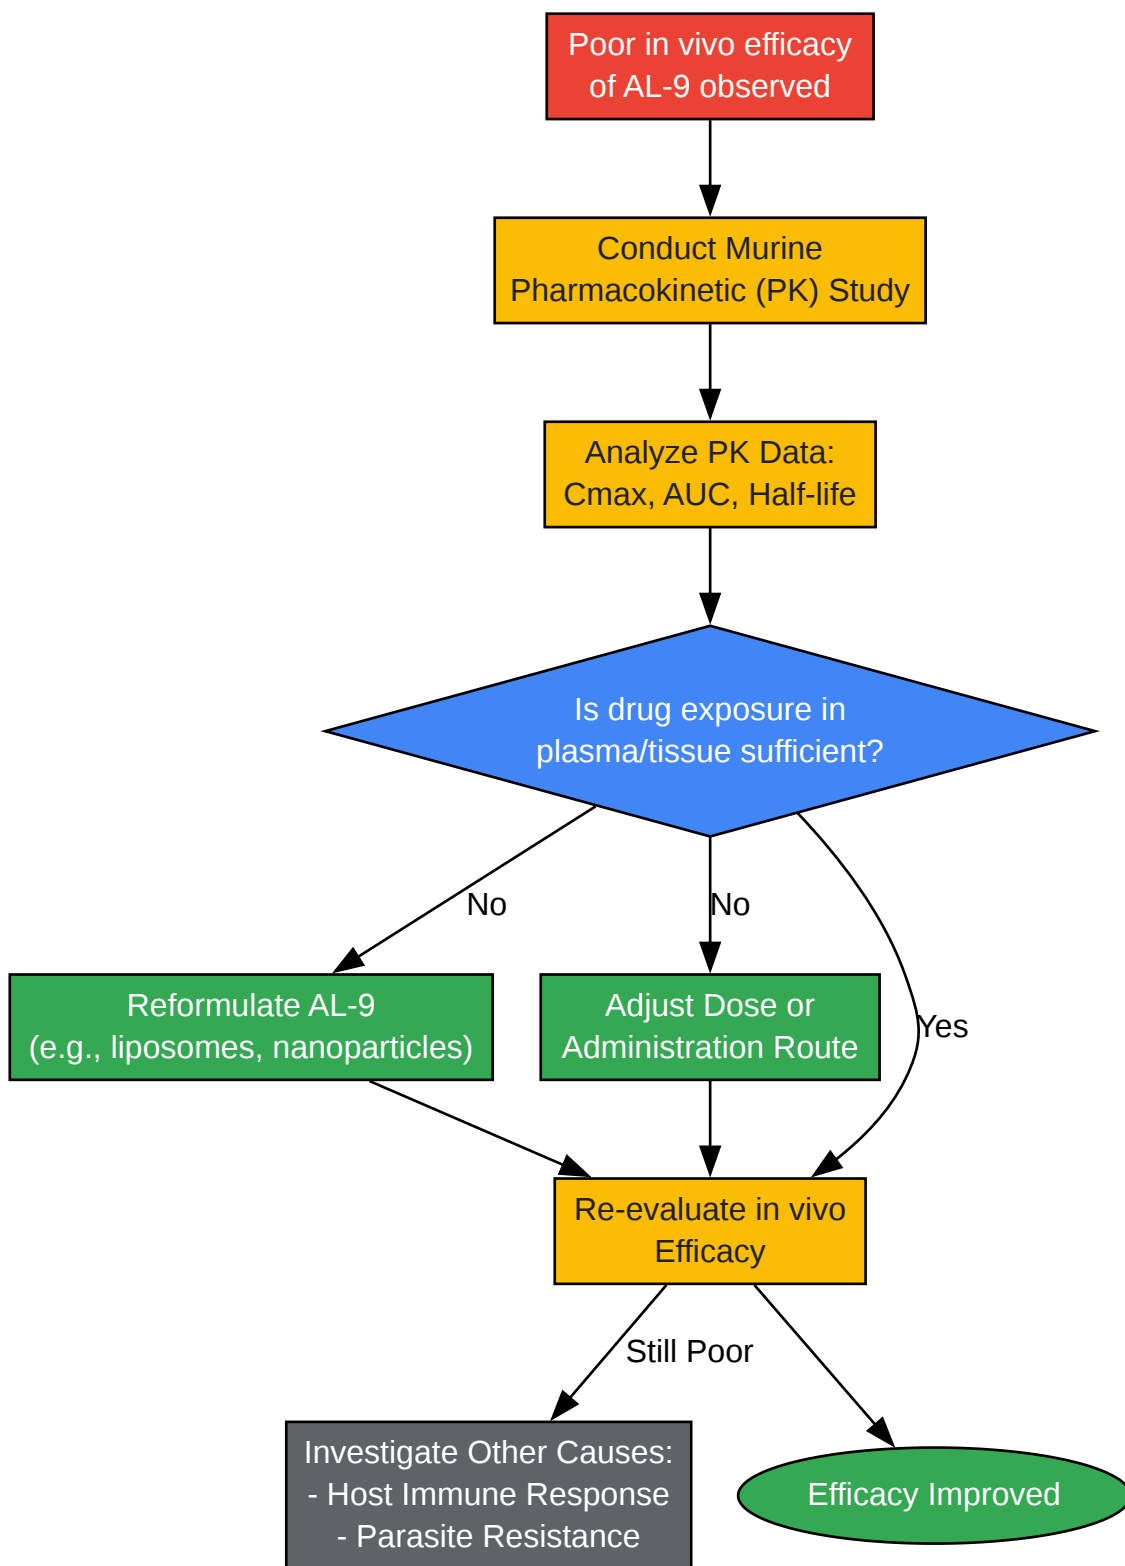 Poor in vivo efficacy
of AL-9 observed
Conduct Murine
Pharmacokinetic (PK) Study
Analyze PK Data:
Cmax, AUC, Half-life
Is drug exposure in
plasma/tissue sufficient?
No
No
Yes
Reformulate AL-9
(e.g., liposomes, nanoparticles)
Adjust Dose or
Administration Route
Re-evaluate in vivo
Efficacy
Still Poor
Investigate Other Causes:
- Host Immune Response
- Parasite Resistance
Efficacy Improved